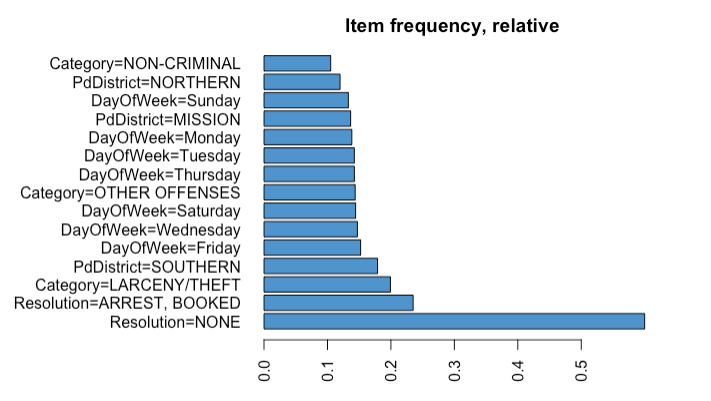 Item frequency, relative
Category=NON-CRIMINAL
PdDistrict=NORTHERN
DayOfWeek=Sunday
PdDistrict=MISSION
DayOfWeek=Monday
DayOfWeek=Tuesday
DayOfWeek=Thursday
Category=OTHER OFFENSES
DayOfWeek=Saturday
DayOfWeek=Wednesday
DayOfWeek=Friday
PdDistrict=SOUTHERN
Category=LARCENY/THEFT
Resolution=ARREST, BOOKED
Resolution=NONE
0.0 0.1 0.2 0.3 0.4 0.5